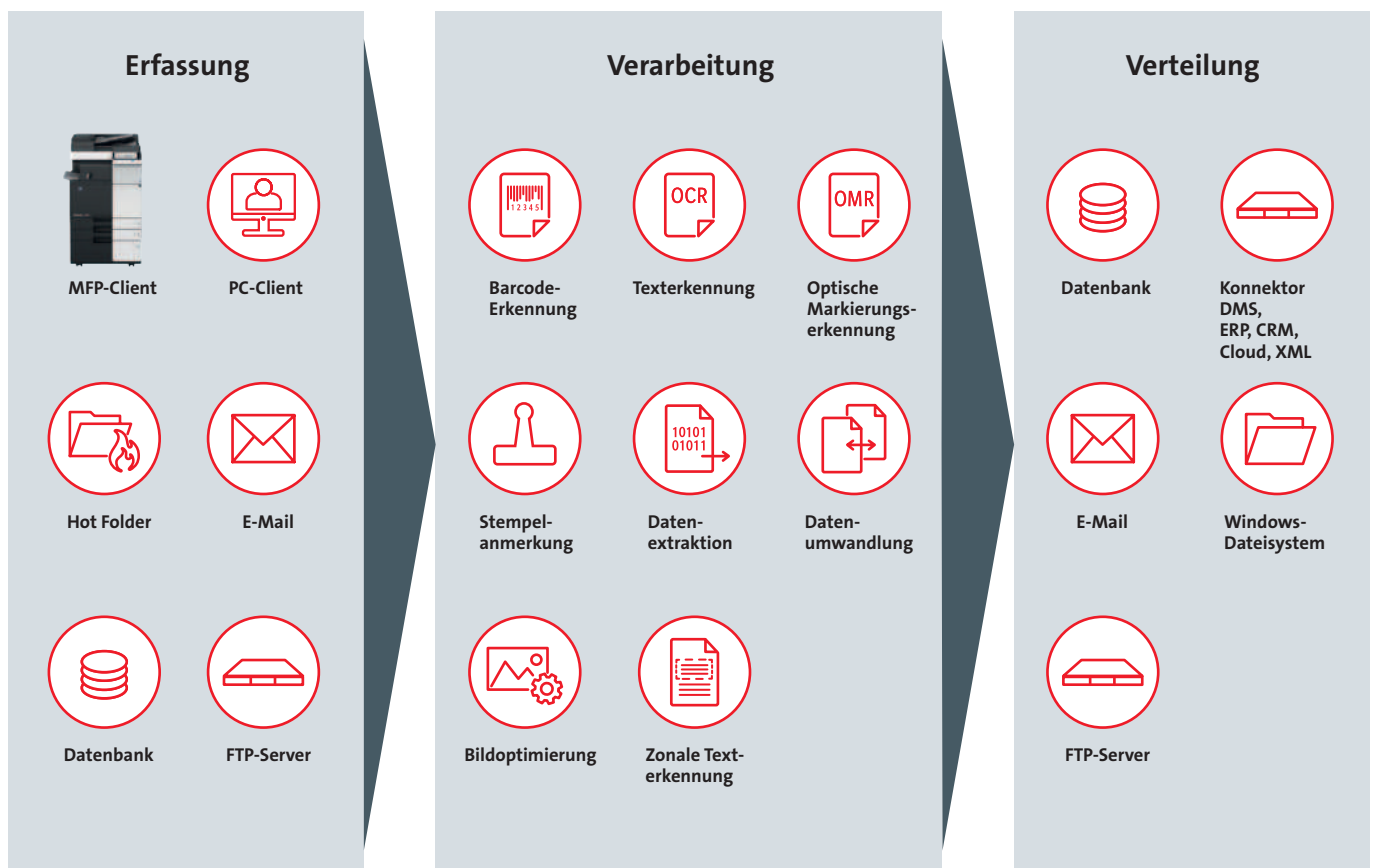 Erfassung
MFP-Client
PC-Client
Hot Folder
E-Mail
Datenbank
FTP-Server
Verarbeitung
12345
Barcode-
Erkennung
OCR
Texterkennung
OMR
Optische
Markierungs-
erkennung
Stempel-
anmerkung
10101
01011
Daten-
extraktion
Daten-
umwandlung
Bildoptimierung
Zonale Text-
erkennung
Verteilung
Datenbank
Konnektor
DMS,
ERP, CRM,
Cloud, XML
E-Mail
Windows-
Dateisystem
FTP-Server